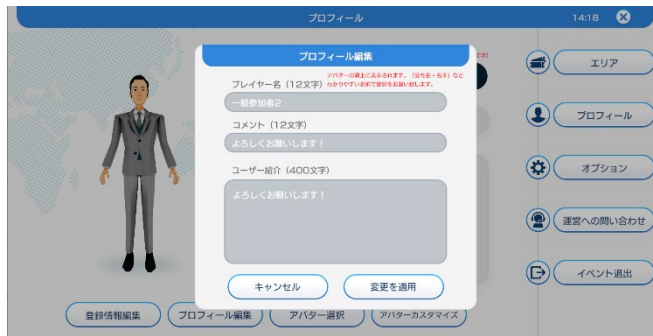 プロフィール
14:18
プロフィール編集
プレイヤー名（12文字）
アバターの頭上に表示されます。「会社名+名字」など
わかりやすい名前で登録をお願い致します。
一般参加者2
コメント（12文字）
よろしくお願いします！
ユーザー紹介（400文字）
よろしくお願いします！
キャンセル
変更を適用
エリア
プロフィール
オプション
運営への問い合わせ
イベント退出
登録情報編集
プロフィール編集
アバター選択
アバターカスタマイズ